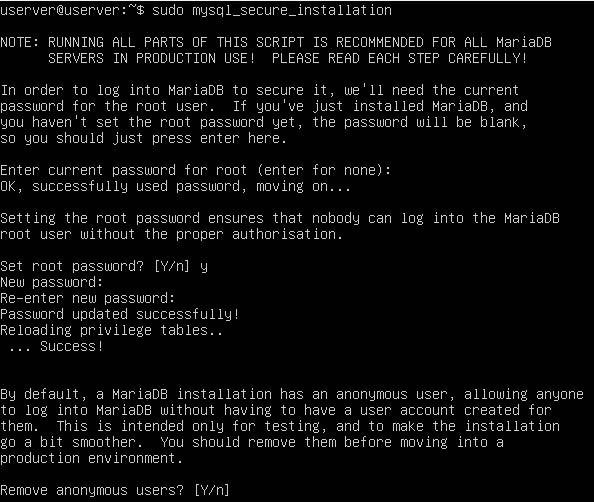 userver@userver:~$ sudo mysql_secure_installation
NOTE: RUNNING ALL PARTS OF THIS SCRIPT IS RECOMMENDED FOR ALL MariaDB
SERVERS IN PRODUCTION USE!  PLEASE READ EACH STEP CAREFULLY!
In order to log into MariaDB to secure it, we'll need the current
password for the root user.  If you've just installed MariaDB, and
you haven't set the root password yet, the password will be blank,
so you should just press enter here.
Enter current password for root (enter for none):
OK, successfully used password, moving on...
Setting the root password ensures that nobody can log into the MariaDB
root user without the proper authorisation.
Set root password? [Y/n] y
New password:
Re-enter new password:
Password updated successfully!
Reloading privilege tables..
... Success!
By default, a MariaDB installation has an anonymous user, allowing anyone
to log into MariaDB without having to have a user account created for
them.  This is intended only for testing, and to make the installation
go a bit smoother.  You should remove them before moving into a
production environment.
Remove anonymous users? [Y/n]